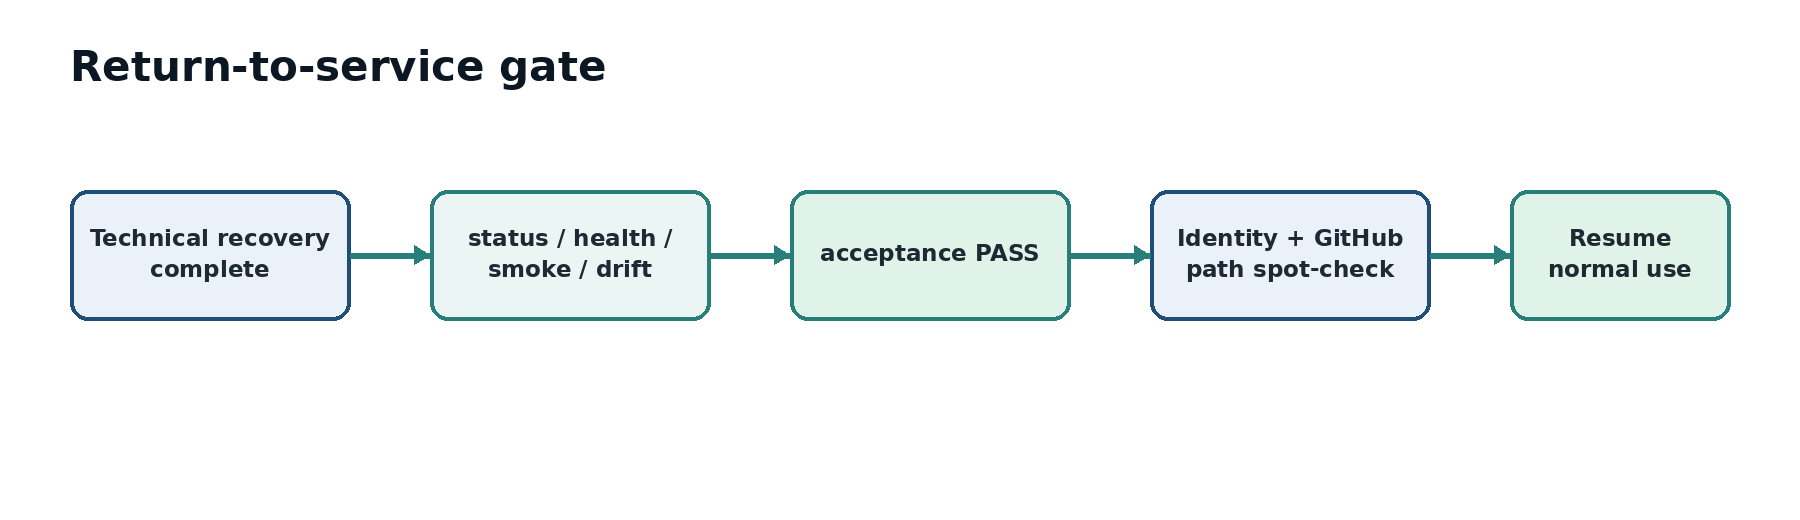 Return-to-service gate
Technical recovery
complete
status / health /
smoke / drift
acceptance PASS
Identity + GitHub
path spot-check
Resume
normal use